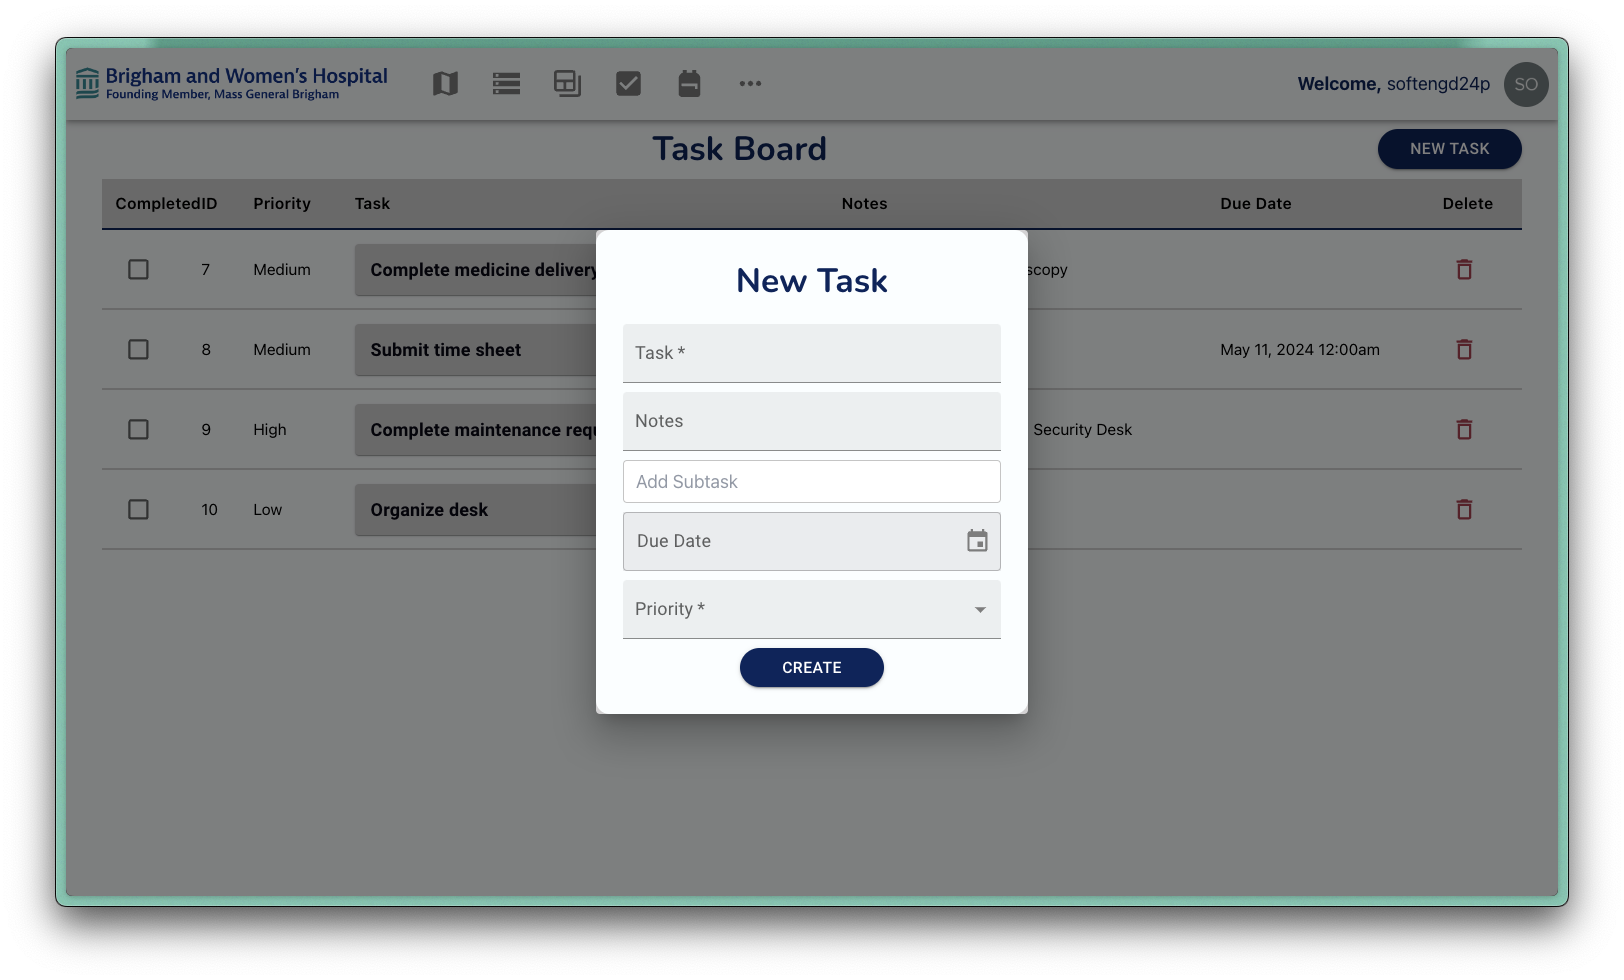 Brigham and Women's Hospital
Founding Member, Mass General Brigham
Welcome, softengd24p
SO
Task Board
NEW TASK
Completed ID Priority Task Notes Due Date Delete
7 Medium Complete medicine delivery
8 Medium Submit time sheet May 11, 2024 12:00am
9 High Complete maintenance Security Desk
10 Low Organize desk
New Task
Task *
Notes
Add Subtask
Due Date
Priority *
CREATE